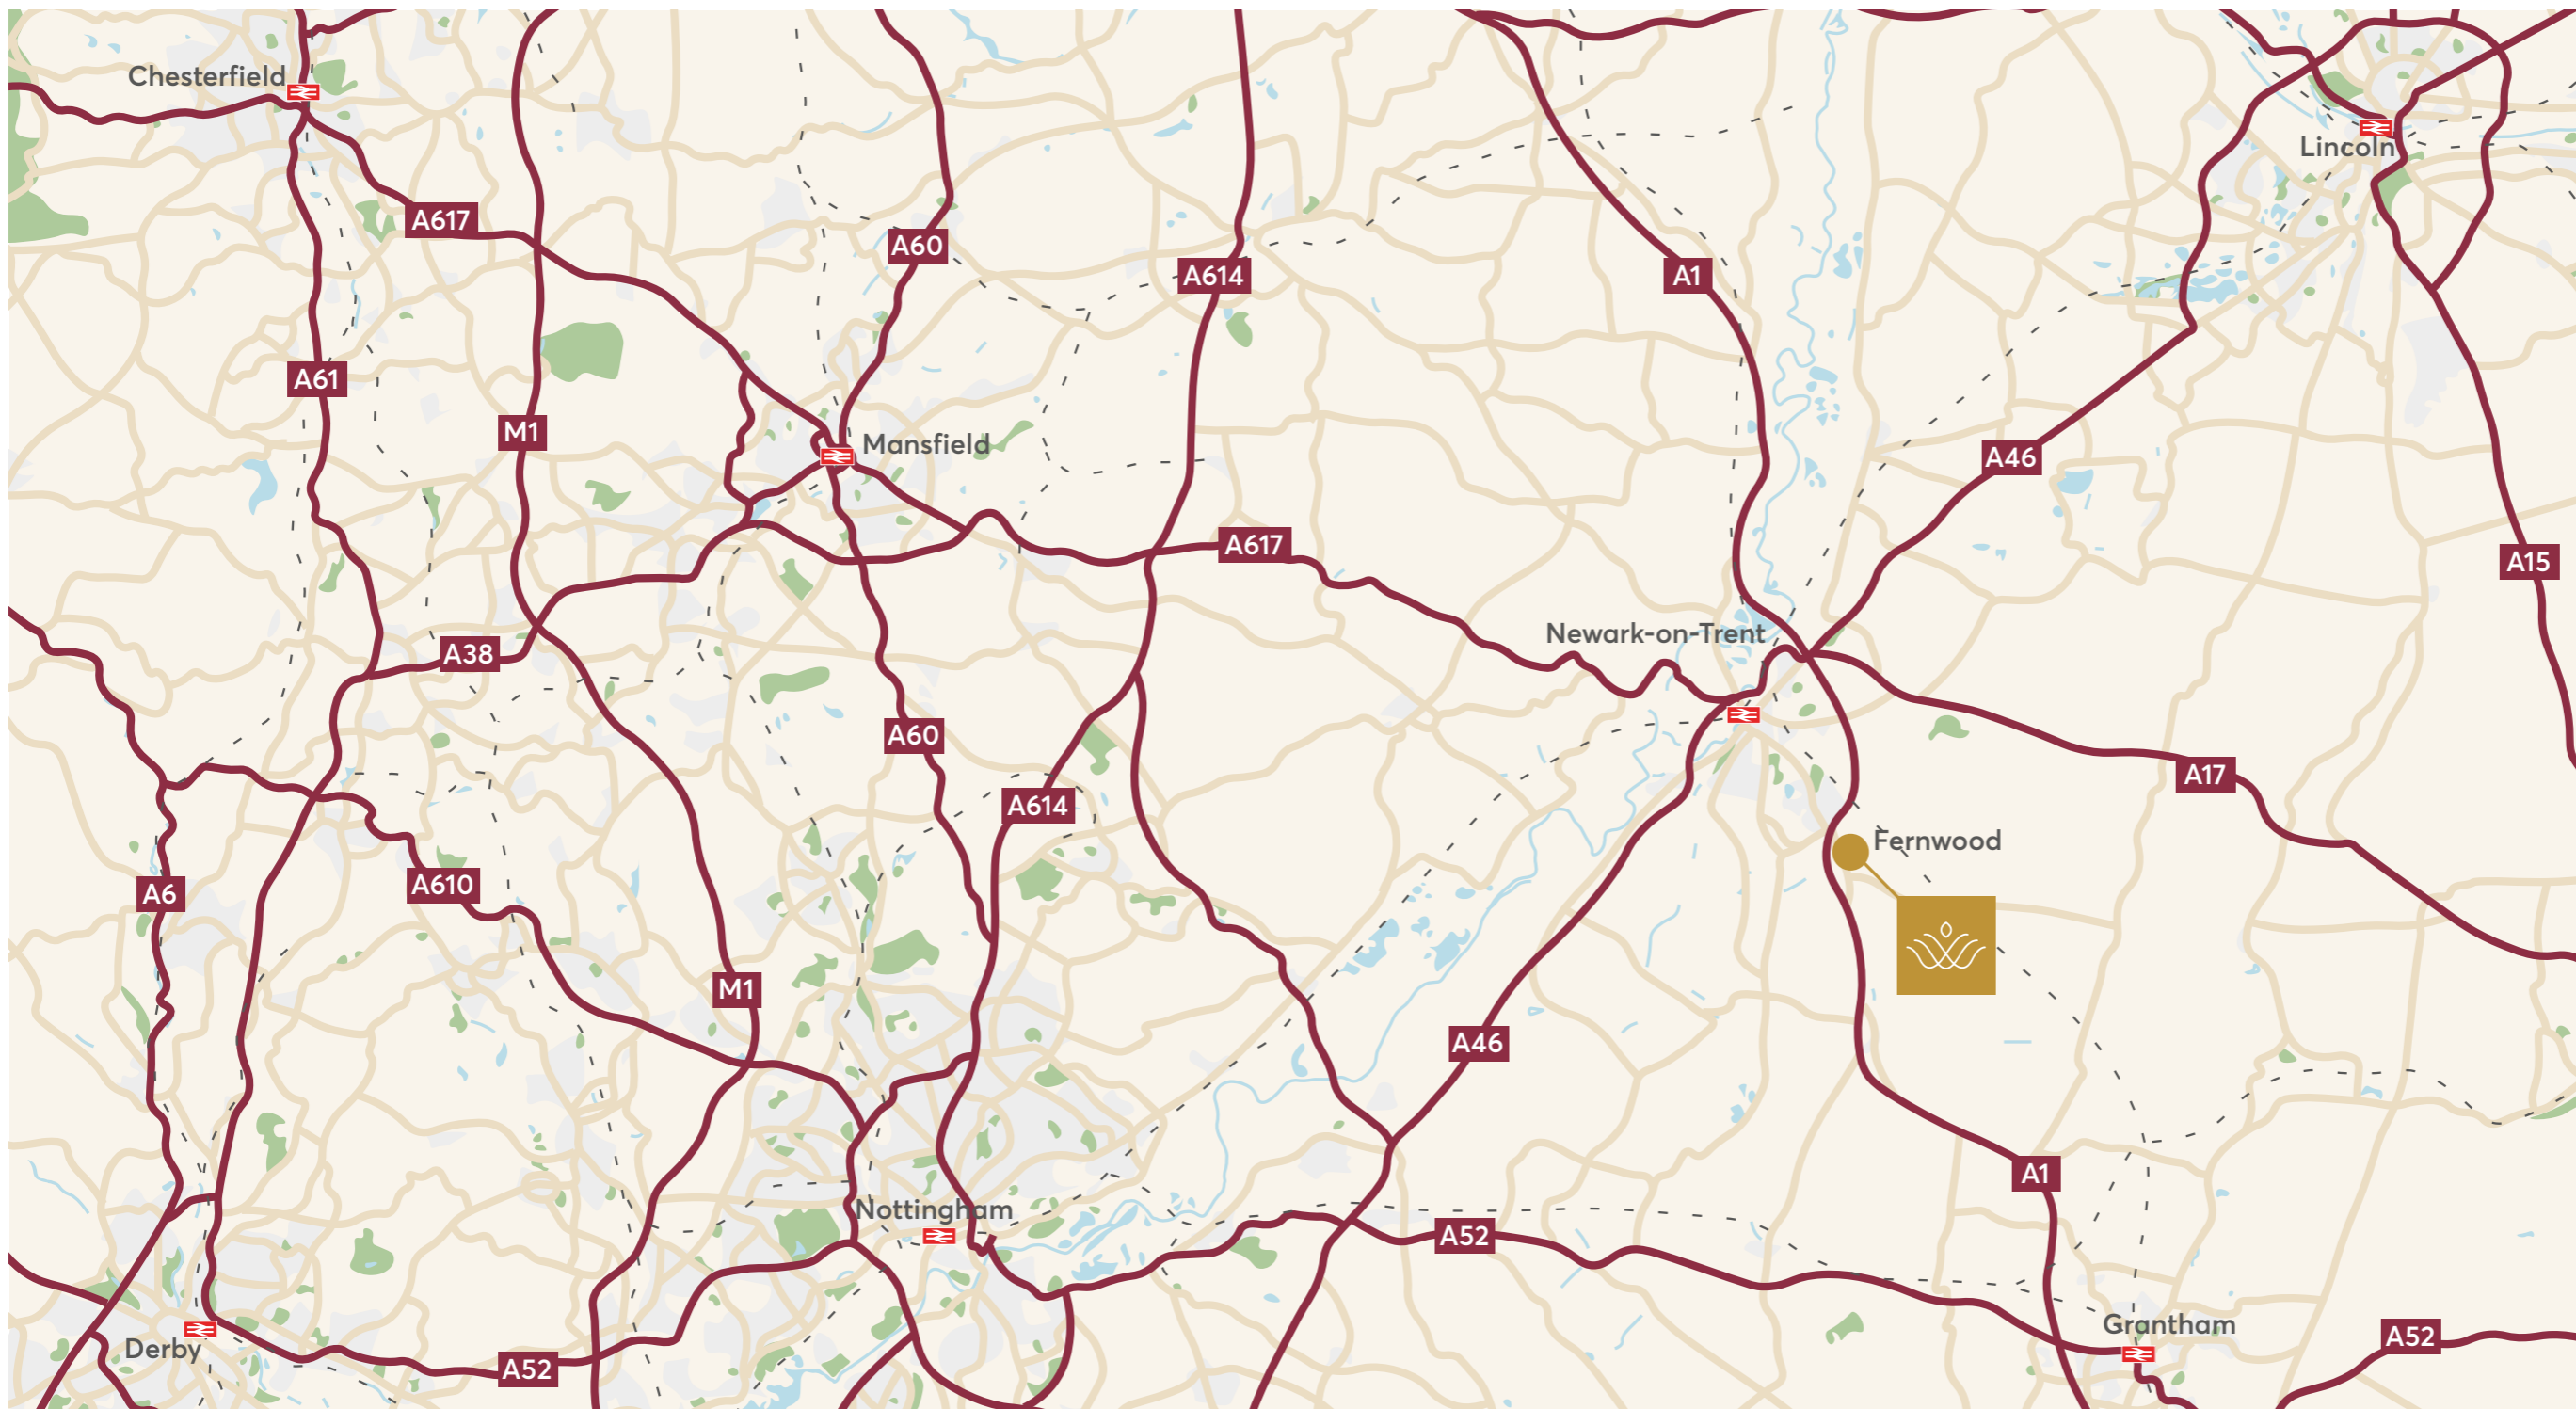 Chesterfield
Lincoln
A617
A60
A614
A1
A61
M1
Mansfield
A46
A617
A15
Newark-on-Trent
A38
A60
A17
A614
Fernwood
A610
A6
M1
A46
A1
Nottingham
A52
Grantham
A52
Derby
A52